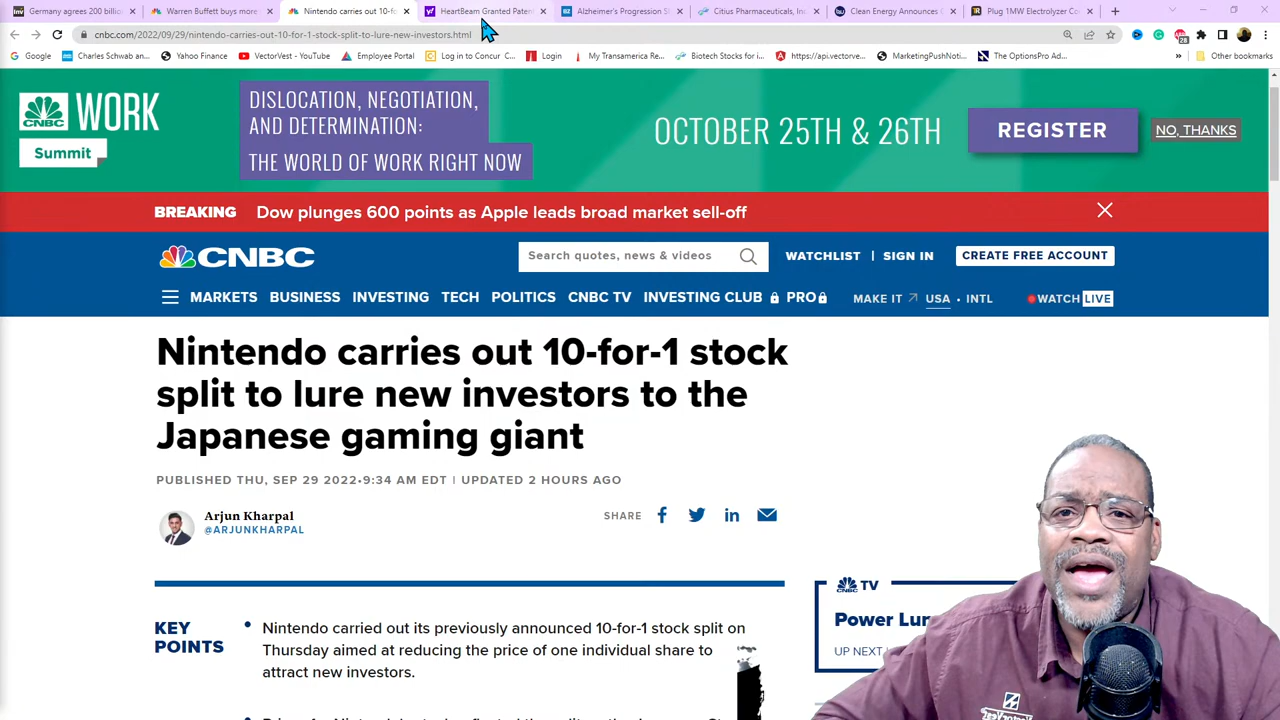 Germany agrees 200 billi
Warren Buffett buys more
Nintendo carries out 10-fo
HeartBeam Granted Paten
Alzheimer's Progression S
Citius Pharmaceuticals, In
Clean Energy Announces
Plug 1MW Electrolyzer Co
cnbc.com/2022/09/29/nintendo-carries-out-10-for-1-stock-split-to-lure-new-investors.html
28
Google
Charles Schwab an...
Yahoo Finance
VectorVest - YouTube
Employee Portal
Log in to Concur_ C...
Login
My Transamerica Re...
Biotech Stocks for i...
https://api.vectorve...
MarketingPushNoti...
The OptionsPro Ad...
»
Other bookmarks
CNBC WORK
Summit
DISLOCATION, NEGOTIATION,
AND DETERMINATION:
THE WORLD OF WORK RIGHT NOW
OCTOBER 25TH & 26TH
REGISTER
NO, THANKS
BREAKING Dow plunges 600 points as Apple leads broad market sell-off
CNBC
Search quotes, news & videos
WATCHLIST | SIGN IN
CREATE FREE ACCOUNT
MARKETS BUSINESS INVESTING TECH POLITICS CNBC TV INVESTING CLUB PRO
MAKE IT ↗ USA • INTL
WATCH LIVE
Nintendo carries out 10-for-1 stock
split to lure new investors to the
Japanese gaming giant
PUBLISHED THU, SEP 29 2022•9:34 AM EDT | UPDATED 2 HOURS AGO
Arjun Kharpal
@ARJUNKHARPAL
SHARE
KEY
POINTS
• Nintendo carried out its previously announced 10-for-1 stock split on
Thursday aimed at reducing the price of one individual share to
attract new investors.
TV
Power Lun
UP NEXT